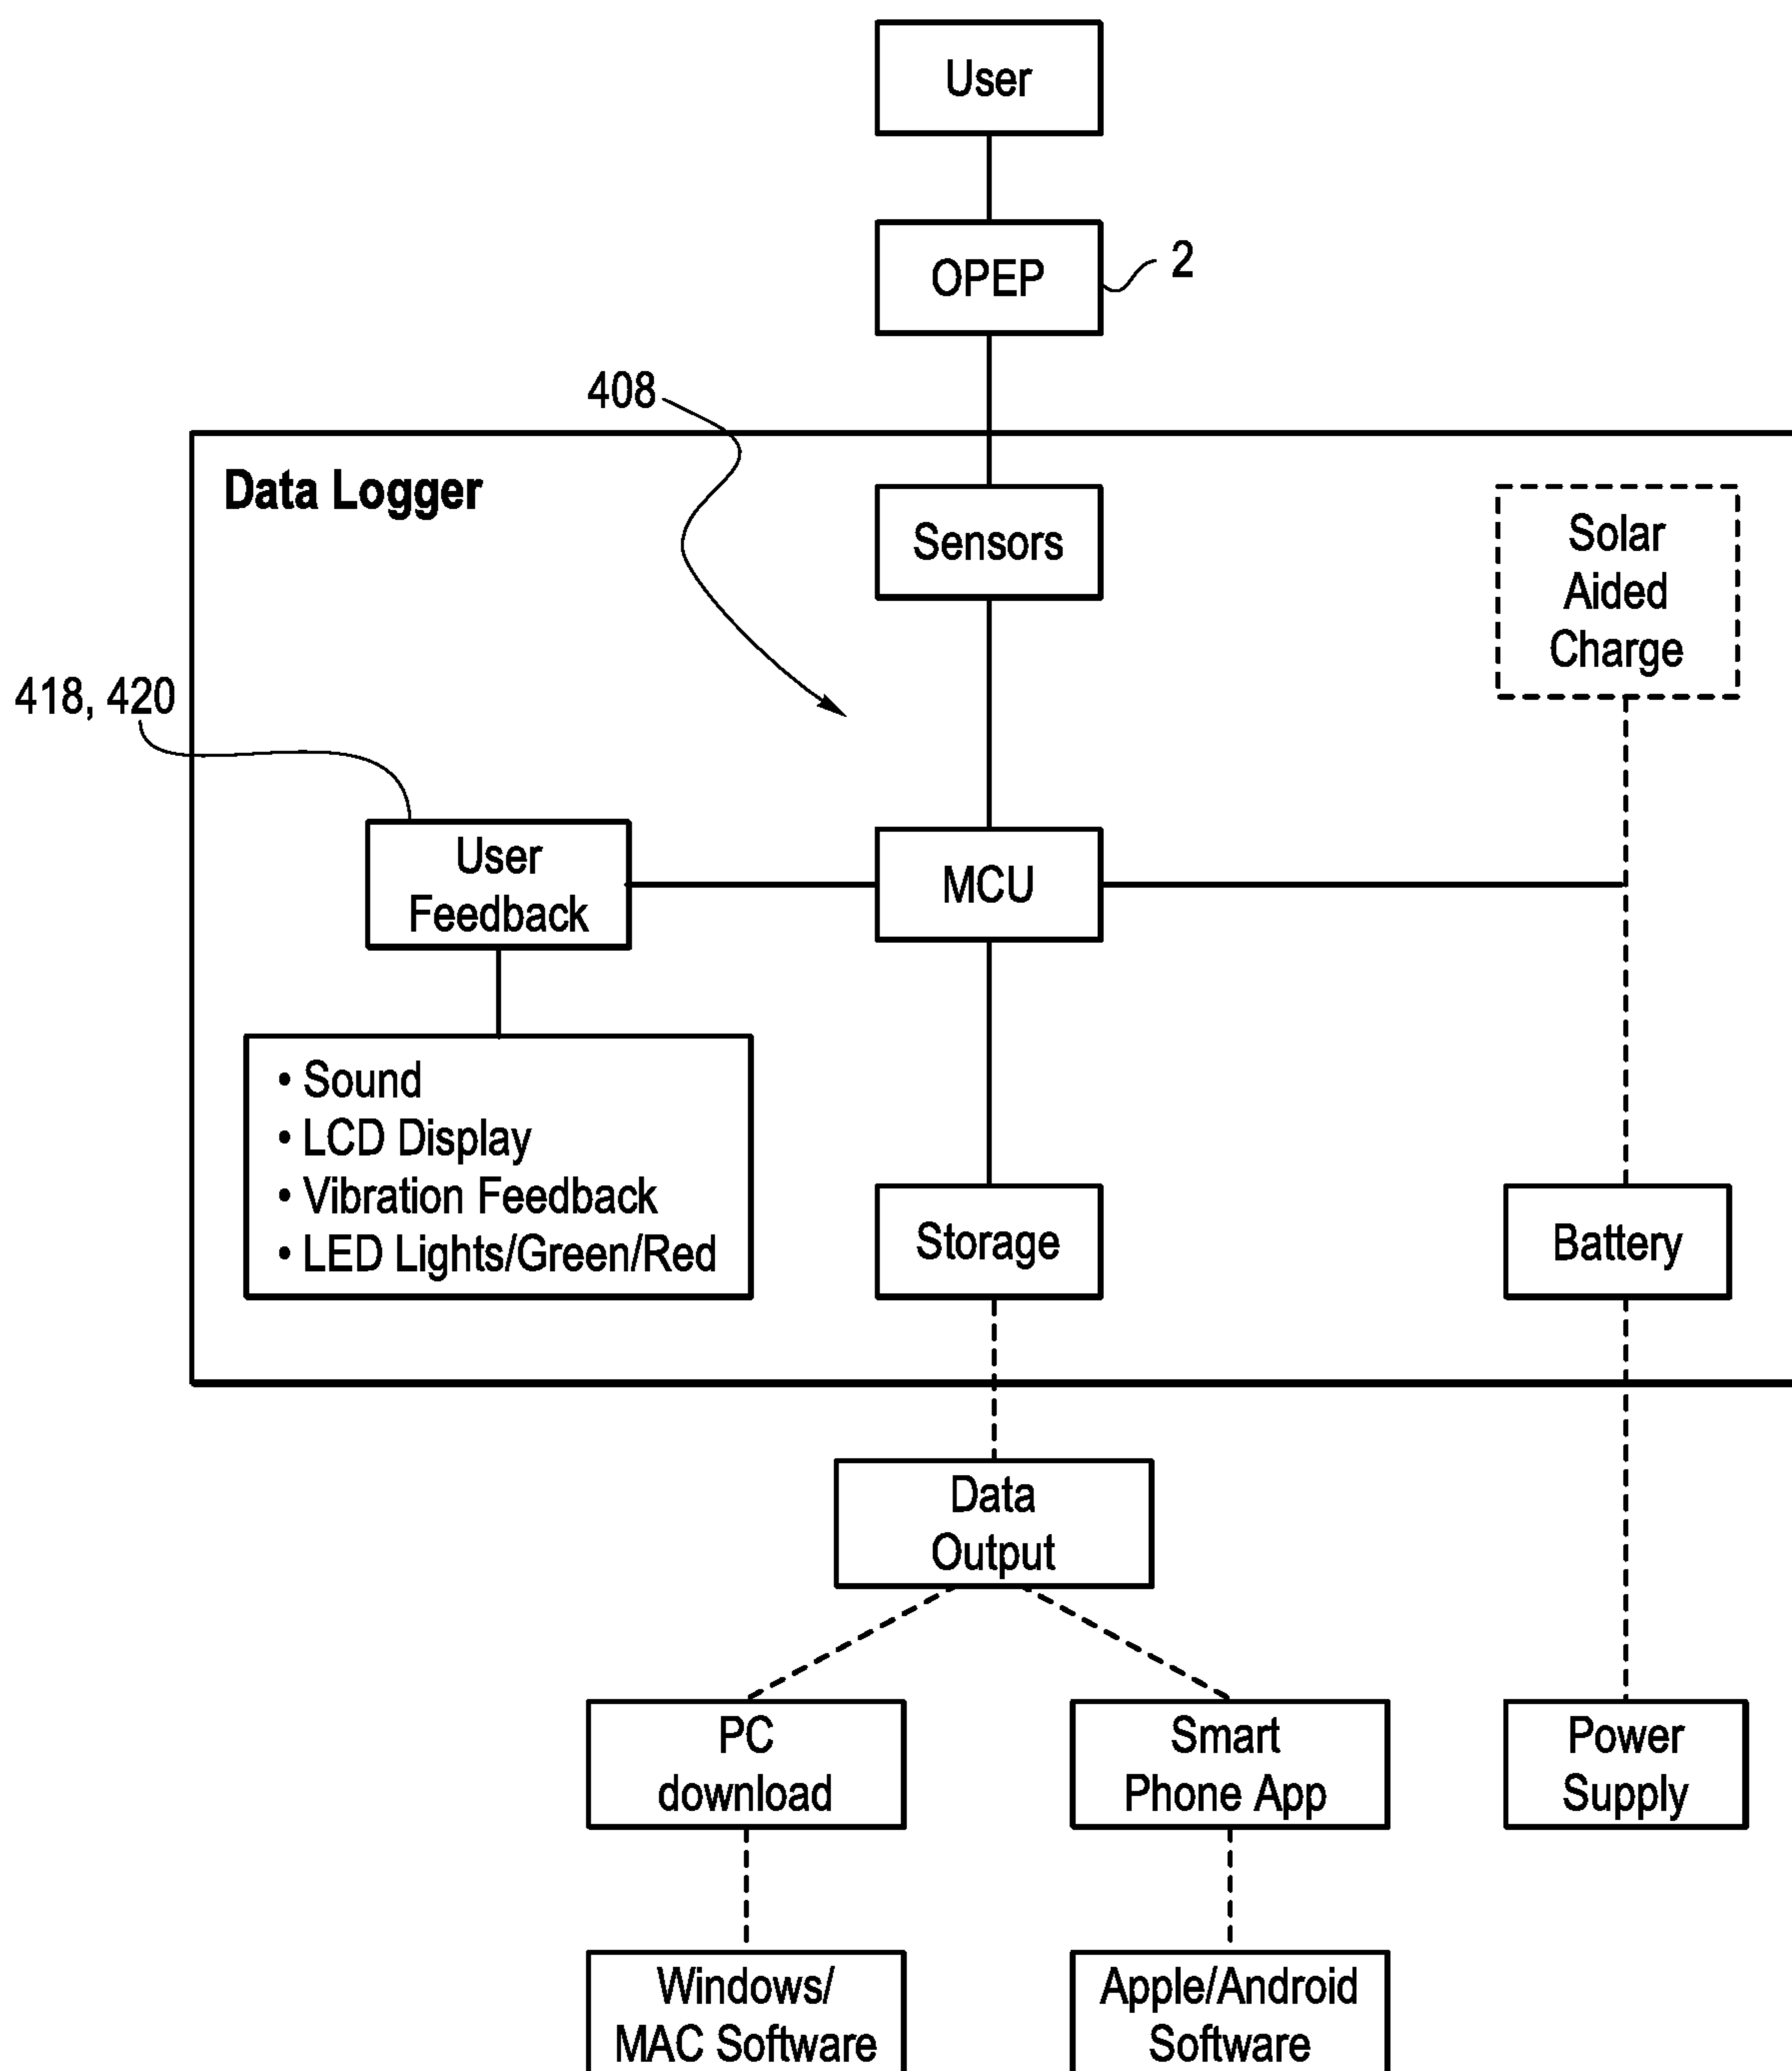 User
OPEP
2
408
Data Logger
Sensors
Solar
Aided
Charge
418, 420
User
Feedback
MCU
• Sound
• LCD Display
• Vibration Feedback
• LED Lights/Green/Red
Storage
Battery
Data
Output
PC
download
Smart
Phone App
Power
Supply
Windows/
MAC Software
Apple/Android
Software